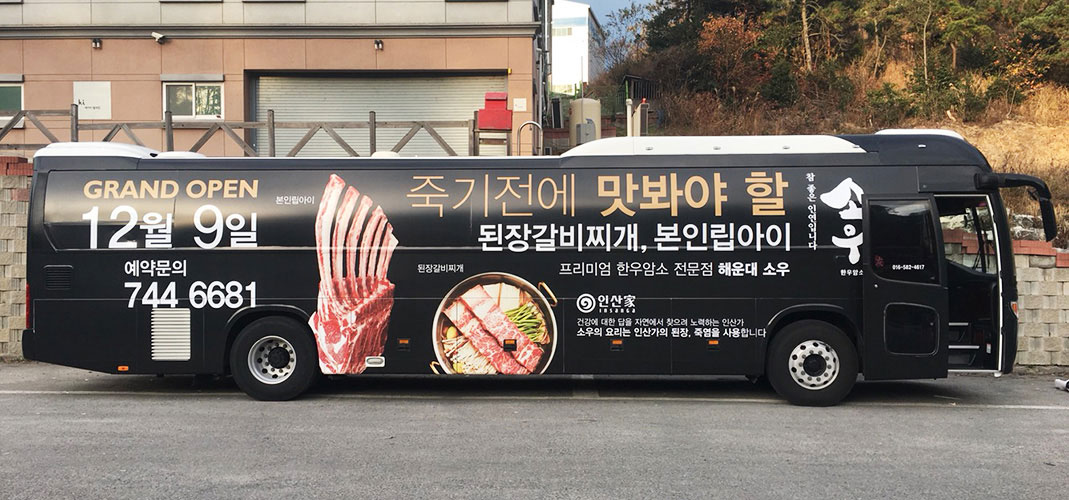 GRAND OPEN
12월 9일
예약문의
744 6681
본인립아이
죽기전에 맛봐야 할
된장갈비찌개, 본인립아이
프리미엄 한우암소 전문점 해운대 소우
된장갈비찌개
인산家
INSANGA
건강에 대한 답을 자연에서 찾으려 노력하는 인산가
소우의 요리는 인산가의 된장, 죽염을 사용합니다
참 좋은 인연입니다
소우
한우암소
016-582-4617